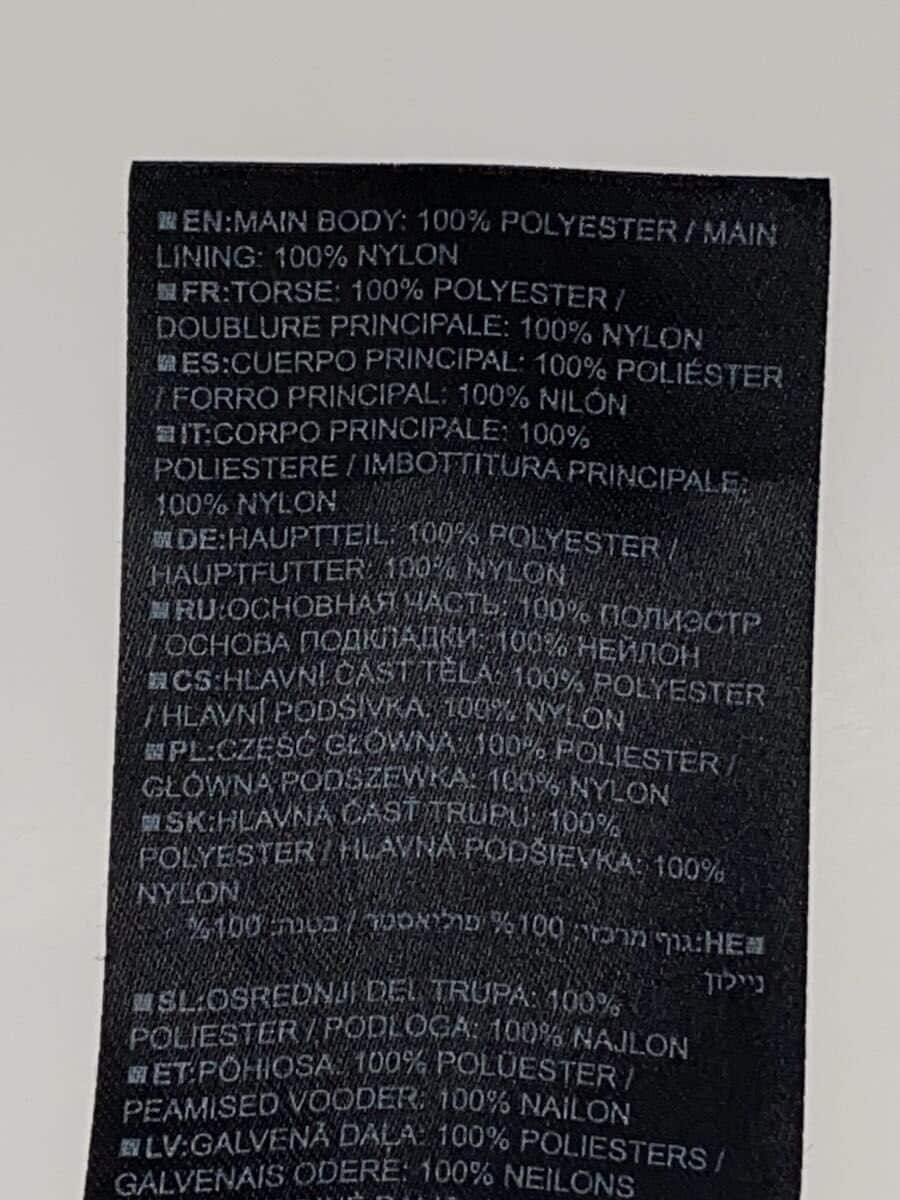 EN:MAIN BODY: 100% POLYESTER / MAIN
LINING: 100% NYLON
FR:TORSE: 100% POLYESTER /
DOUBLURE PRINCIPALE: 100% NYLON
ES:CUERPO PRINCIPAL: 100% POLIÉSTER
/ FORRO PRINCIPAL: 100% NILÓN
IT:CORPO PRINCIPALE: 100%
POLIESTERE / IMBOTTITURA PRINCIPALE:
100% NYLON
DE:HAUPTTEIL: 100% POLYESTER /
HAUPTFUTTER: 100% NYLON
RU:ОСНОВНАЯ ЧАСТЬ: 100% ПОЛИЭСТР
/ ОСНОВА ПОДКЛАДКИ: 100% НЕЙЛОН
CS:HLAVNÍ ČÁST TĚLA: 100% POLYESTER
/ HLAVNÍ PODŠÍVKA: 100% NYLON
PL:CZĘŚĆ GŁÓWNA: 100% POLIESTER /
GŁÓWNA PODSZEWKA: 100% NYLON
SK:HLAVNÁ ČASŤ TRUPU: 100%
POLYESTER / HLAVNÁ PODŠIEVKA: 100%
NYLON
HE:גוף מרכזי: 100% פוליאסטר / בטנה: 100%
ניילון
SL:OSREDNJI DEL TRUPA: 100%
POLIESTER / PODLOGA: 100% NAJLON
ET:PÕHIOSA: 100% POLÜESTER /
PEAMISED VOODER: 100% NAILON
LV:GALVENĀ DAĻA: 100% POLIESTERS /
GALVENAIS ODERE: 100% NEILONS